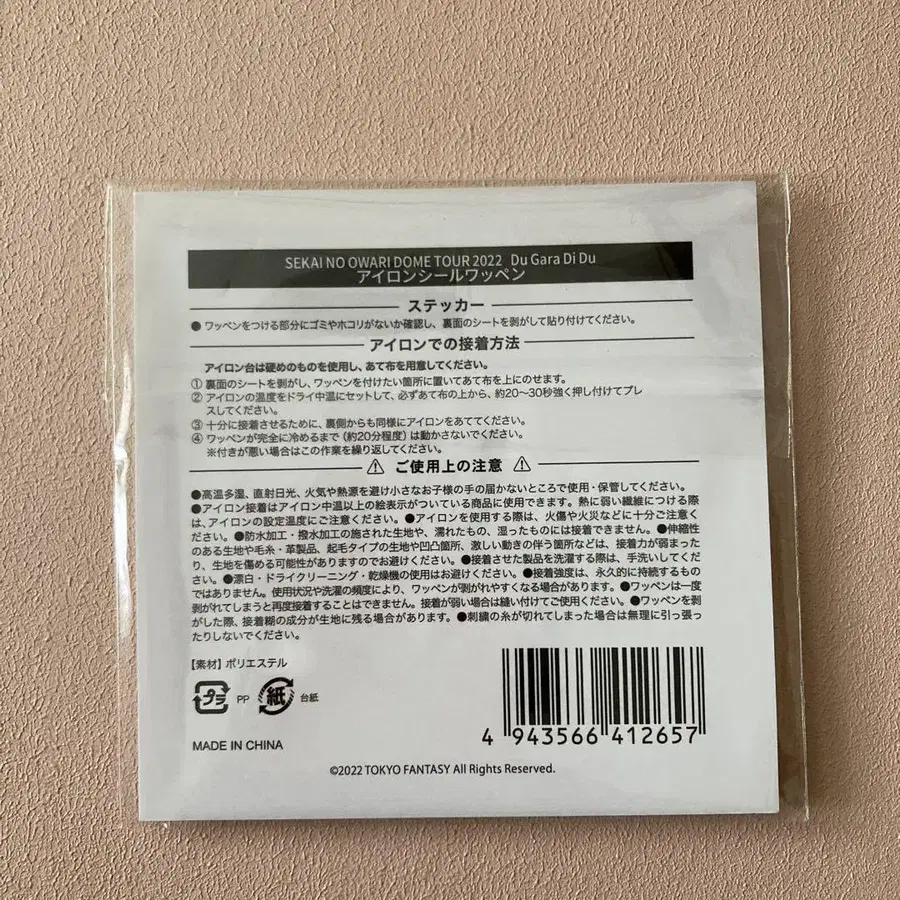 SEKAI NO OWARI DOME TOUR 2022 Du Gara Di Du
アイロンシールワッペン
ステッカー
●ワッペンをつける部分にゴミやホコリがないか確認し、裏面のシートを剥がして貼り付けてください。
アイロンでの接着方法
アイロン台は硬めのものを使用し、あて布を用意してください。
① 裏面のシートを剥がし、ワッペンを付けたい箇所に置いてあて布を上にのせます。
② アイロンの温度をドライ中温にセットして、必ずあて布の上から、約20〜30秒強く押し付けてプレ
スしてください。
③ 十分に接着させるために、裏側からも同様にアイロンをあててください。
④ ワッペンが完全に冷めるまで(約20分程度)は動かさないでください。
※付きが悪い場合はこの作業を繰り返してください。
⚠ ご使用上の注意 ⚠
●高温多湿、直射日光、火気や熱源を避け小さなお子様の手の届かないところで使用・保管してください。
●アイロン接着はアイロン中温以上の絵表示がついている商品に使用できます。熱に弱い繊維につける際
は、アイロンの設定温度にご注意ください。●アイロンを使用する際は、火傷や火災などに十分ご注意くだ
さい。●防水加工・撥水加工の施された生地や、濡れたもの、湿ったものには接着できません。●伸縮性
のある生地や毛糸・革製品、起毛タイプの生地や凹凸箇所、激しい動きの伴う箇所などは、接着力が弱まった
り、生地を傷める可能性がありますのでお避けください。●接着させた製品を洗濯する際は、手洗いしてくだ
さい。●漂白・ドライクリーニング・乾燥機の使用はお避けください。●接着強度は、永久的に持続するもの
ではありません。使用状況や洗濯の頻度により、ワッペンが剥がれやすくなる場合があります。●ワッペンは一度
剥がれてしまうと再度接着することはできません。接着が弱い場合は縫い付けてご使用ください。●ワッペンを剥
がした際、接着糊の成分が生地に残る場合があります。●刺繍の糸が切れてしまった場合は無理に引っ張っ
たりしないでください。
【素材】ポリエステル
プラ PP 紙 台紙
MADE IN CHINA
4 943566 412657
©2022 TOKYO FANTASY All Rights Reserved.